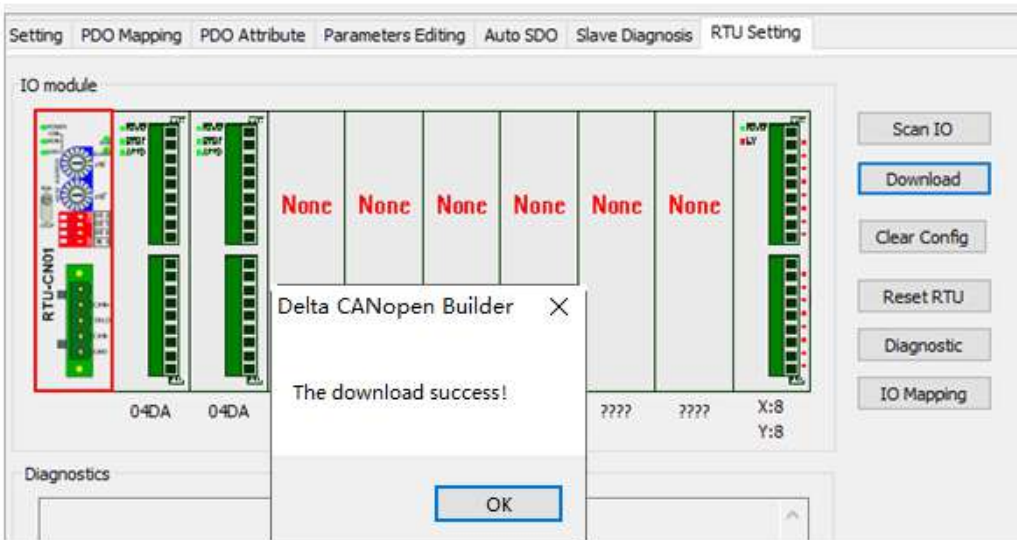 Setting PDO Mapping PDO Attribute Parameters Editing Auto SDO Slave Diagnosis RTU Setting
IO module
RTU-CN01
None None None None None None
04DA 04DA ???? ???? X:8
Y:8
Scan IO
Download
Clear Config
Reset RTU
Diagnostic
IO Mapping
Delta CANopen Builder
The download success!
OK
Diagnostics